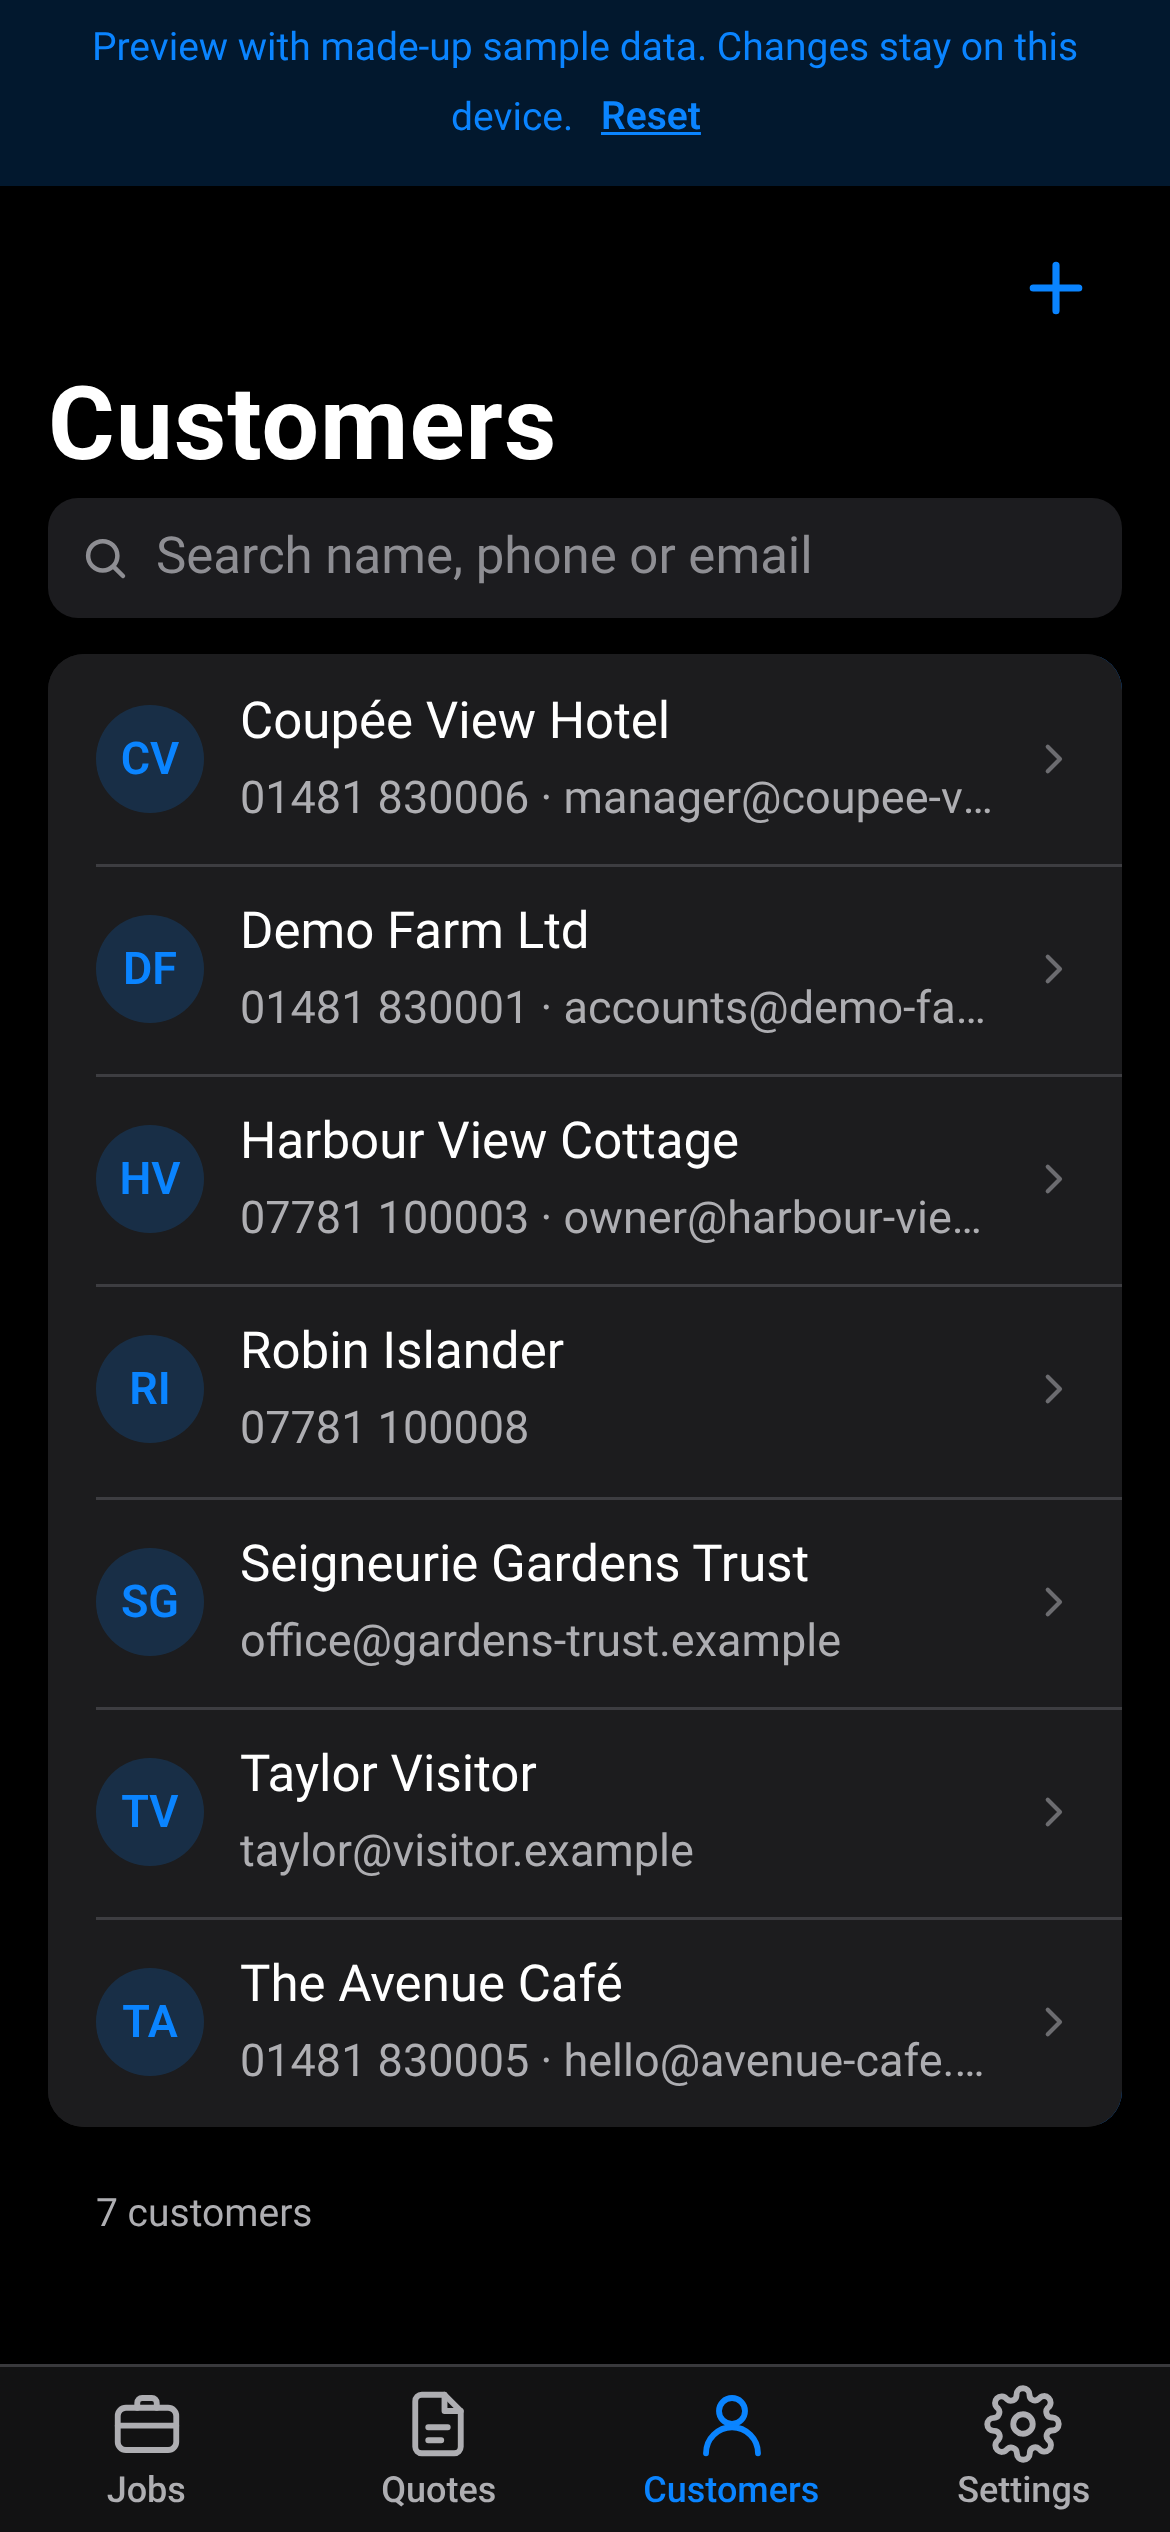 Preview with made-up sample data. Changes stay on this
device. Reset
Customers
Search name, phone or email
CV
Coupée View Hotel
01481 830006 · manager@coupee-v...
DF
Demo Farm Ltd
01481 830001 · accounts@demo-fa...
HV
Harbour View Cottage
07781 100003 · owner@harbour-vie...
RI
Robin Islander
07781 100008
SG
Seigneurie Gardens Trust
office@gardens-trust.example
TV
Taylor Visitor
taylor@visitor.example
TA
The Avenue Café
01481 830005 · hello@avenue-cafe....
7 customers
Jobs
Quotes
Customers
Settings